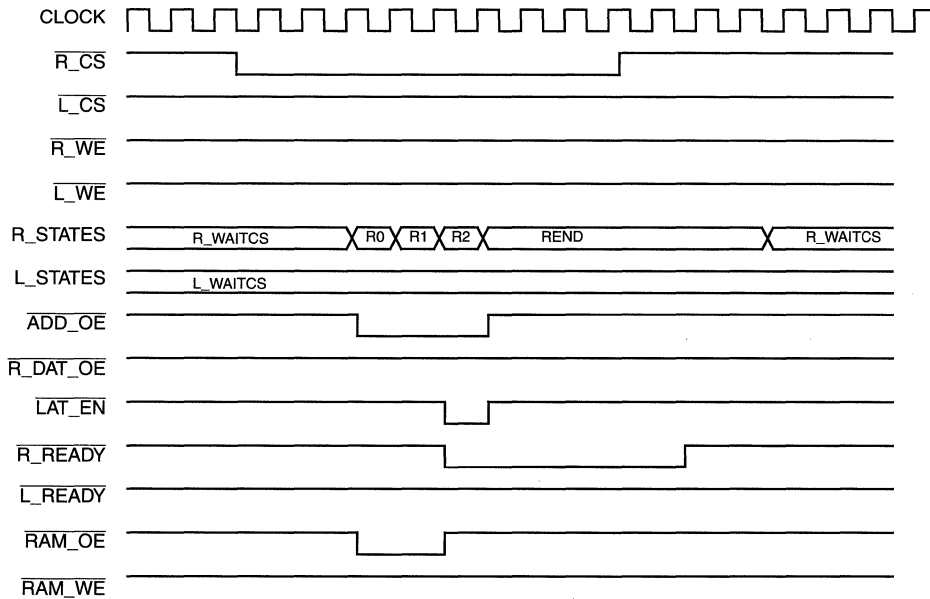 CLOCK
R_CS
L_CS
R_WE
L_WE
R_STATES R_WAITCS R0 R1 R2 REND R_WAITCS
L_STATES L_WAITCS
ADD_OE
R_DAT_OE
LAT_EN
R_READY
L_READY
RAM_OE
RAM_WE